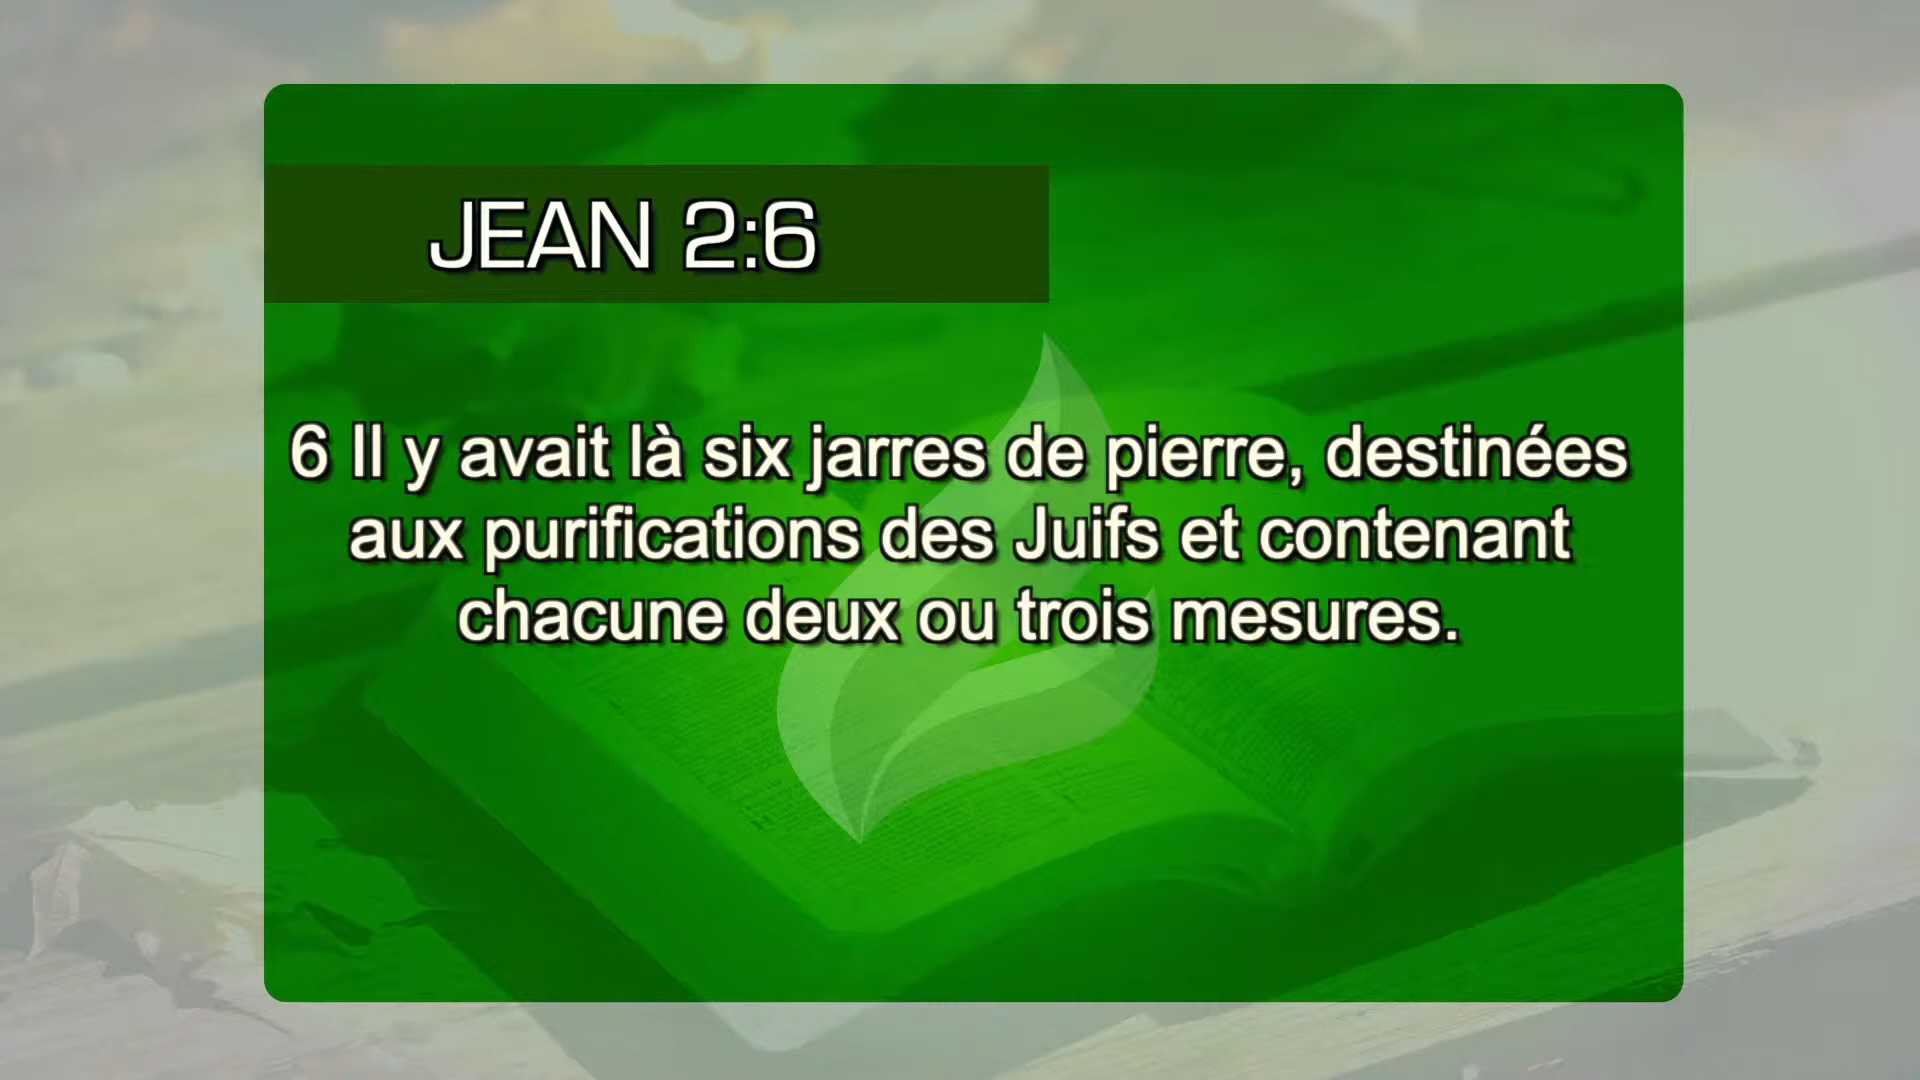 JEAN 2:6
6 Il y avait là six jarres de pierre, destinées
aux purifications des Juifs et contenant
chacune deux ou trois mesures.